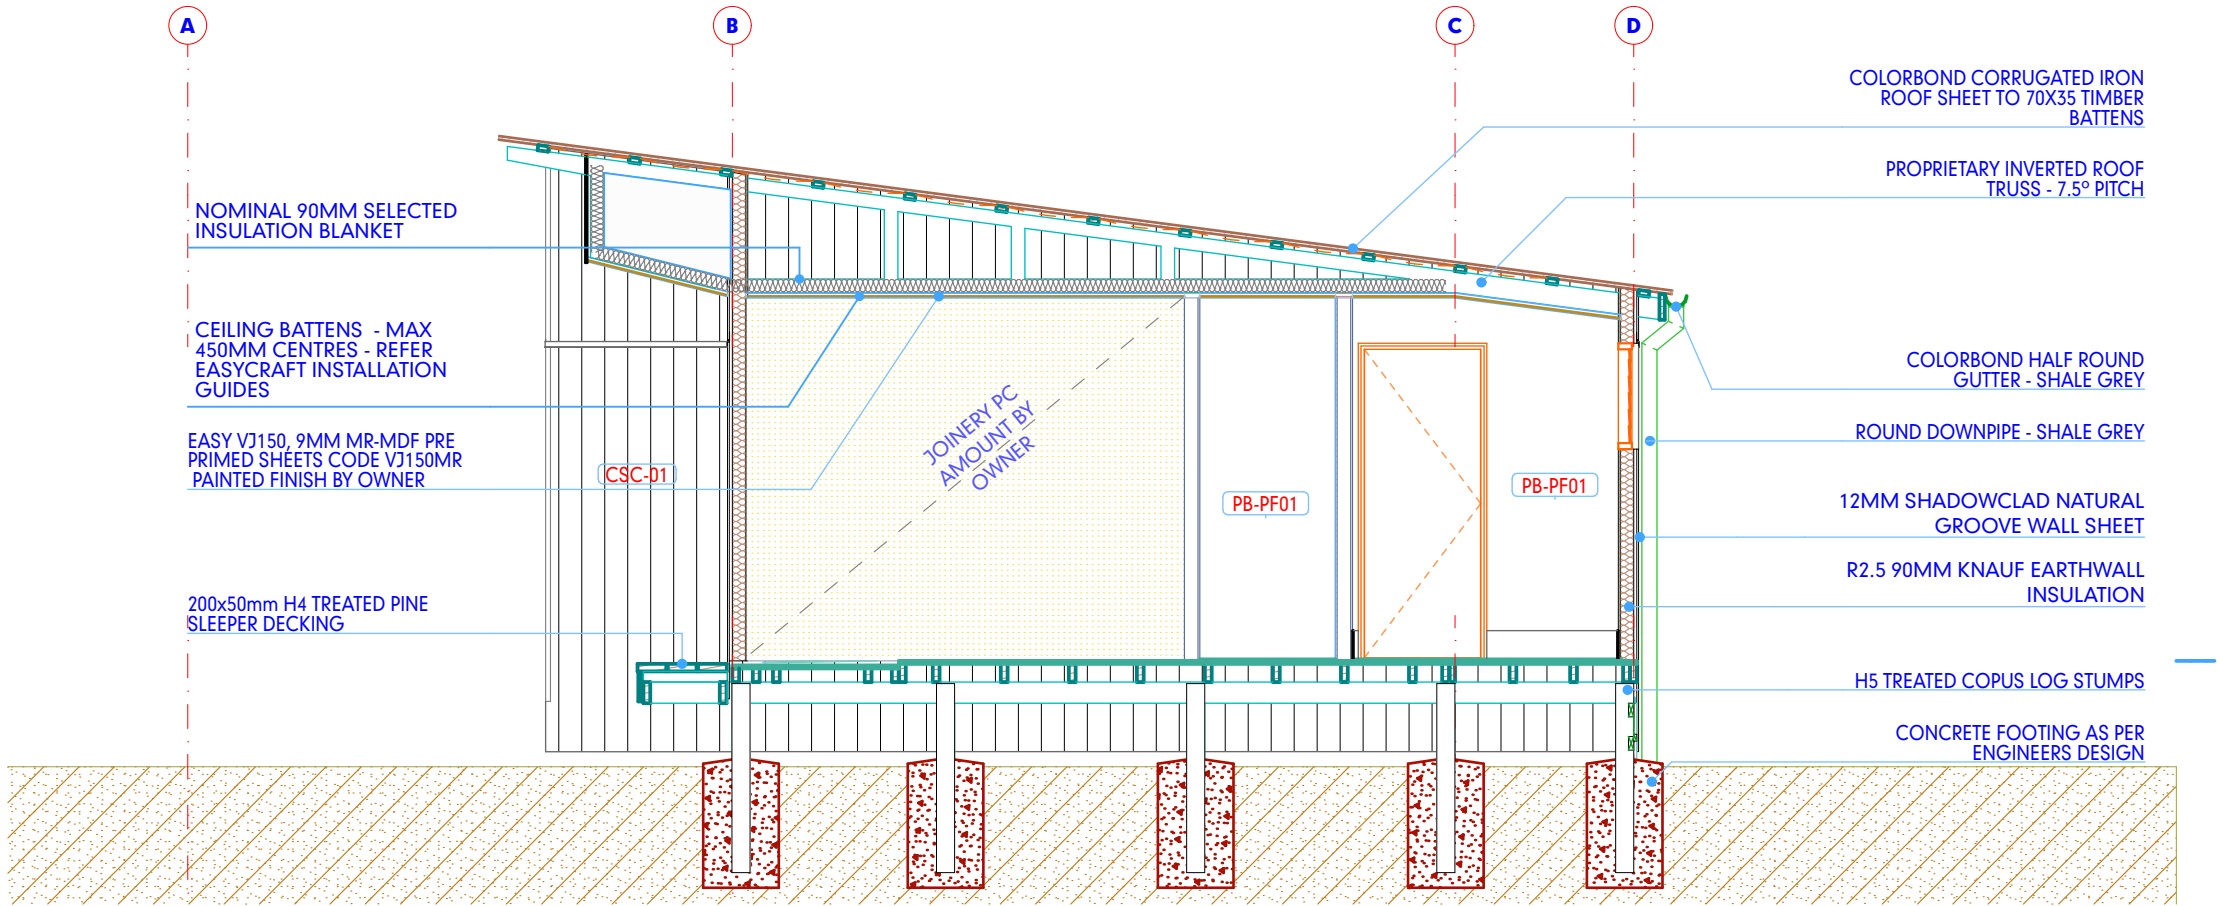 A
B
C
D
COLORBOND CORRUGATED IRON
ROOF SHEET TO 70X35 TIMBER
BATTENS
PROPRIETARY INVERTED ROOF
TRUSS - 7.5° PITCH
NOMINAL 90MM SELECTED
INSULATION BLANKET
CEILING BATTENS - MAX
450MM CENTRES - REFER
EASYCRAFT INSTALLATION
GUIDES
COLORBOND HALF ROUND
GUTTER - SHALE GREY
ROUND DOWNPIPE - SHALE GREY
EASY VJ150, 9MM MR-MDF PRE
PRIMED SHEETS CODE VJ150MR
PAINTED FINISH BY OWNER
CSC-01
JOINERY PC
AMOUNT BY
OWNER
PB-PF01
PB-PF01
12MM SHADOWCLAD NATURAL
GROOVE WALL SHEET
R2.5 90MM KNAUF EARTHWALL
INSULATION
200x50mm H4 TREATED PINE
SLEEPER DECKING
H5 TREATED COPUS LOG STUMPS
CONCRETE FOOTING AS PER
ENGINEERS DESIGN